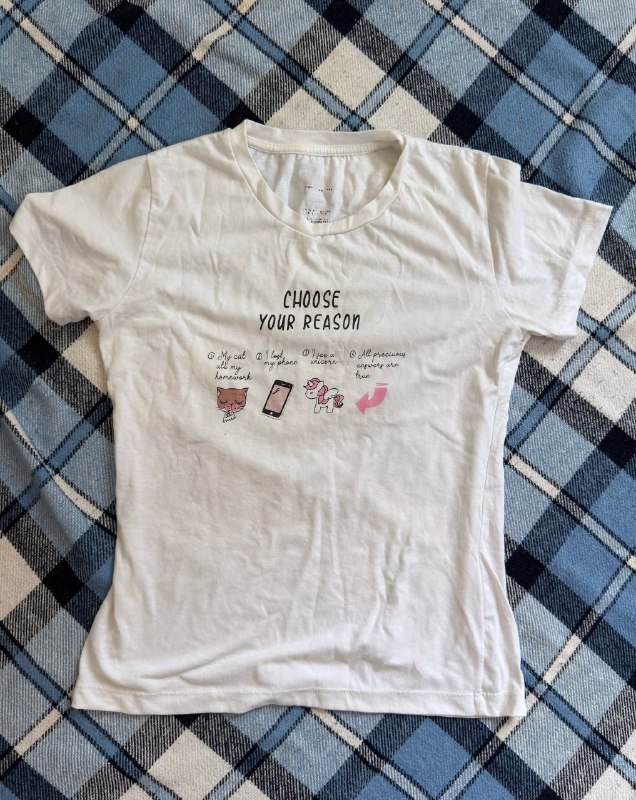 CHOOSE
YOUR REASON
① My cat
ate my
homework
② I lost
my phone
③ I see a
unicorn
④ All precious
answers are
true